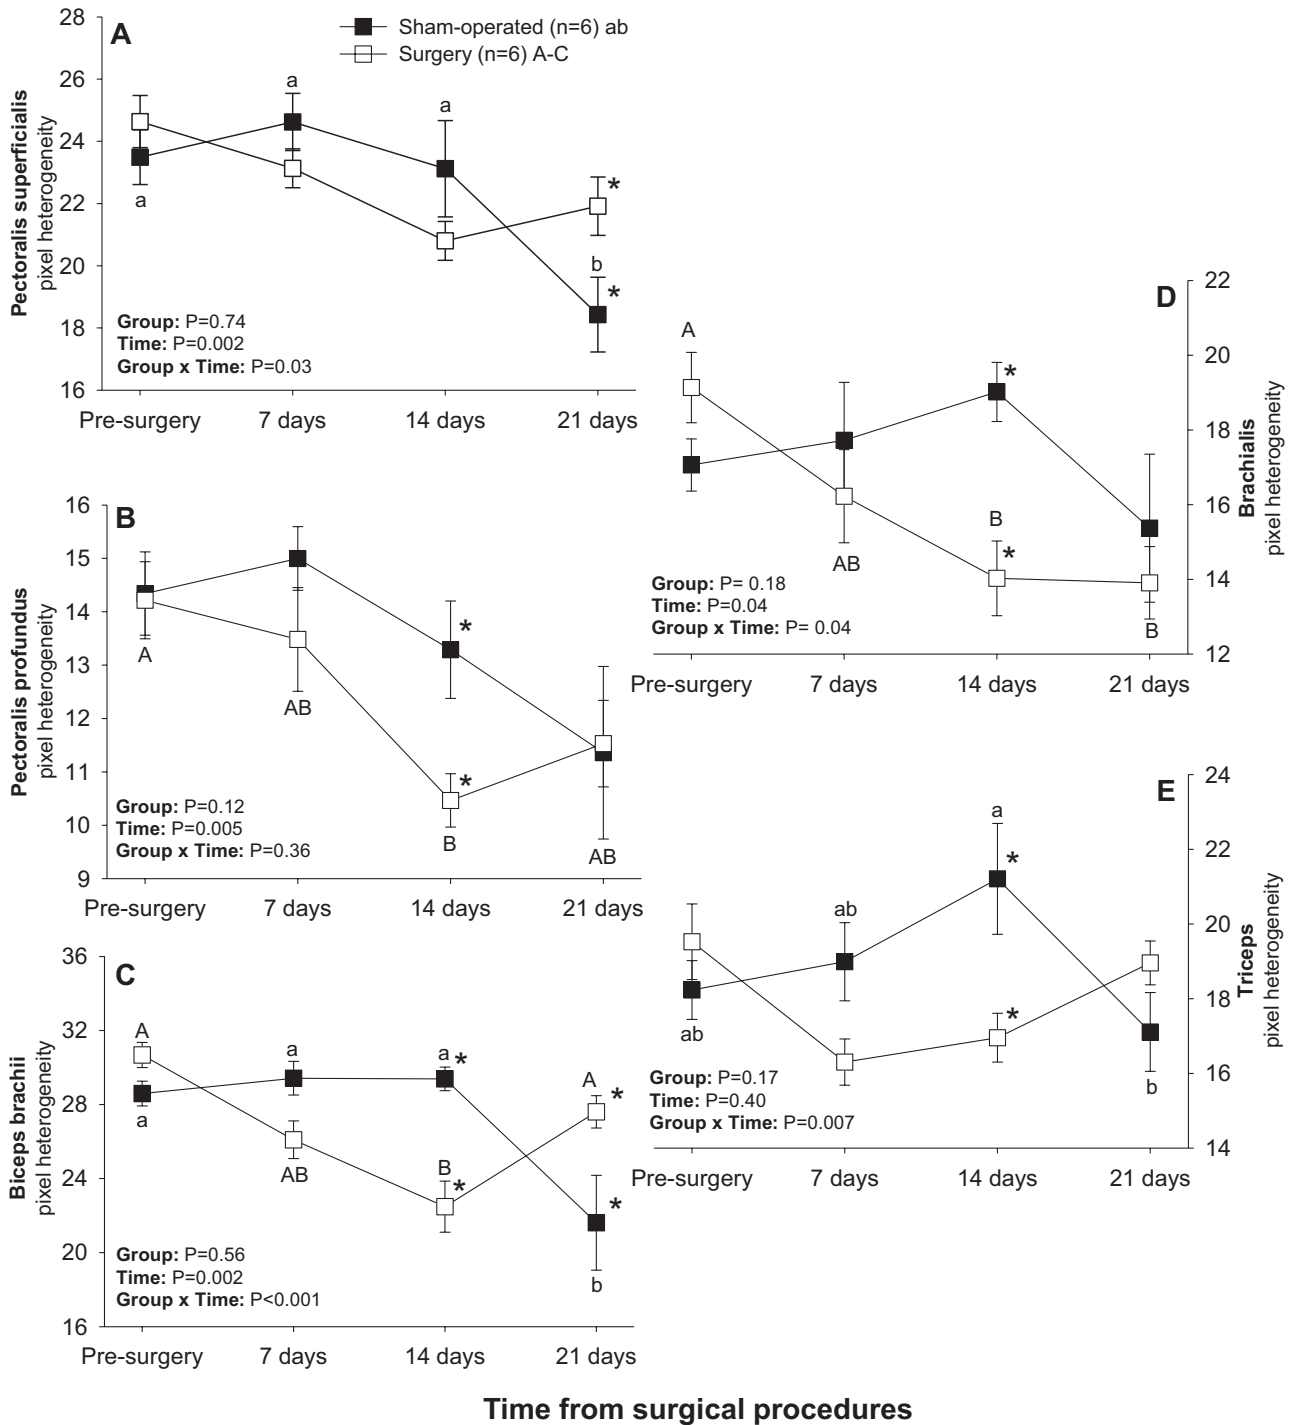 A
Sham-operated (n=6) ab
Surgery (n=6) A-C
Pectoralis superficialis
pixel heterogeneity
28
26
24
22
20
18
16
a
a
a
*
b
*
Group: P=0.74
Time: P=0.002
Group x Time: P=0.03
Pre-surgery 7 days 14 days 21 days
B
Pectoralis profundus
pixel heterogeneity
16
15
14
13
12
11
10
9
A
AB
*
*
B
AB
Group: P=0.12
Time: P=0.005
Group x Time: P=0.36
Pre-surgery 7 days 14 days 21 days
C
Biceps brachii
pixel heterogeneity
36
32
28
24
20
16
A
a
a
AB
a
*
B
*
A
*
*
b
Group: P=0.56
Time: P=0.002
Group x Time: P<0.001
Pre-surgery 7 days 14 days 21 days
D
Brachialis
pixel heterogeneity
22
20
18
16
14
12
A
AB
*
B
*
B
Group: P= 0.18
Time: P=0.04
Group x Time: P= 0.04
Pre-surgery 7 days 14 days 21 days
E
Triceps
pixel heterogeneity
24
22
20
18
16
14
ab
ab
a
*
*
b
Group: P=0.17
Time: P=0.40
Group x Time: P=0.007
Pre-surgery 7 days 14 days 21 days
Time from surgical procedures